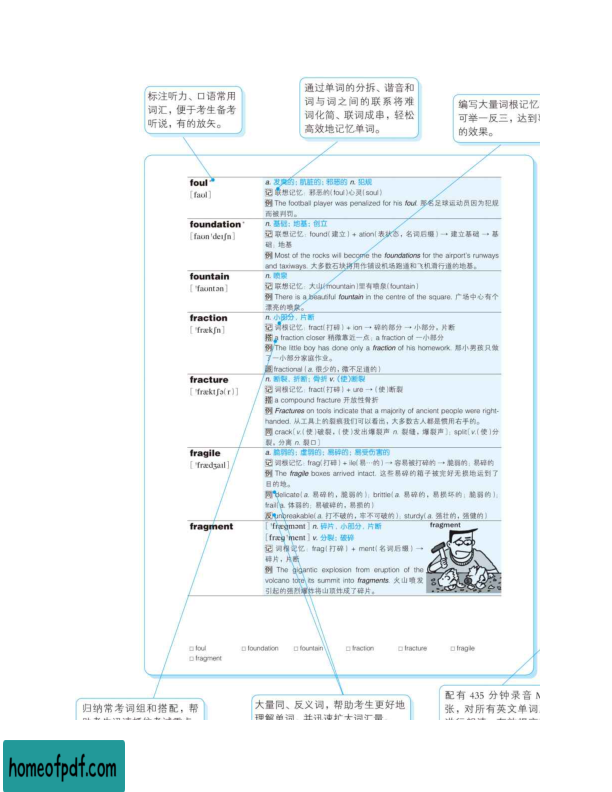 标注听力、口语常用
词汇，便于考生备考
听说，有的放矢。
通过单词的分拆、谐音和
词与词之间的联系将难
词化简、联词成串，轻松
高效地记忆单词。
编写大量词根记忆
可举一反三，达到
的效果。
foul
[ faʊl ]
a. 发臭的；肮脏的；邪恶的 n. 犯规
记 联想记忆：邪恶的(foul)心灵(soul)
例 The football player was penalized for his foul. 那名足球运动员因为犯规
而被判罚。
foundation*
[ faʊnˈdeɪʃn ]
n. 基础；地基；创立
记 联想记忆：found(建立) + ation(表状态，名词后缀) → 建立基础 → 基
础；地基
例 Most of the rocks will become the foundations for the airport's runways
and taxiways. 大多数石块将用作铺设机场跑道和飞机滑行道的地基。
fountain
[ ˈfaʊntən ]
n. 喷泉
记 联想记忆：大山(mountain)里有喷泉(fountain)
例 There is a beautiful fountain in the centre of the square. 广场中心有个
漂亮的喷泉。
fraction
[ ˈfrækʃn ]
n. 小部分，片断
记 词根记忆：fract(打碎) + ion → 碎的部分 → 小部分，片断
搭 a fraction closer 稍微靠近一点；a fraction of 一小部分
例 The little boy has done only a fraction of his homework. 那小男孩只做
了一小部分家庭作业。
派 fractional (a. 很少的，微不足道的)
fracture
[ ˈfræktʃə(r) ]
n. 断裂，折断；骨折 v. (使)断裂
记 词根记忆：fract(打碎) + ure → (使)断裂
搭 a compound fracture 开放性骨折
例 Fractures on tools indicate that a majority of ancient people were right-
handed. 从工具上的裂痕我们可以看出，大多数古人都是惯用右手的。
同 crack[v.(使)破裂，(使)发出爆裂声 n. 裂缝，爆裂声]；split[v.(使)分
裂，分离 n. 裂口]
fragile
[ ˈfrædʒaɪl ]
a. 脆弱的；虚弱的；易碎的；易受伤害的
记 词根记忆：frag(打碎) + ile(易…的) → 容易被打碎的 → 脆弱的；易碎的
例 The fragile boxes arrived intact. 这些易碎的箱子被完好无损地运到了
目的地。
同 delicate(a. 易碎的，脆弱的)；brittle(a. 易碎的，易损坏的；脆弱的)；
frail(a. 体弱的；易破碎的，易损的)
反 unbreakable(a. 打不破的，牢不可破的)；sturdy(a. 强壮的，强健的)
fragment
[ ˈfrægmənt ] n. 碎片，小部分，片断
[ frægˈment ] v. 分裂；破碎
记 词根记忆：frag(打碎) + ment(名词后缀) →
碎片，片断
例 The gigantic explosion from eruption of the
volcano tore its summit into fragments. 火山喷发
引起的强烈爆炸将山顶炸成了碎片。
fragment
□ foul □ foundation □ fountain □ fraction □ fracture □ fragile
□ fragment
归纳常考词组和搭配，帮
大量同、反义词，帮助考生更好地
理解单词，并迅速扩大词汇量。
配有 435 分钟录音 M
张，对所有英文单词
homeofpdf.com